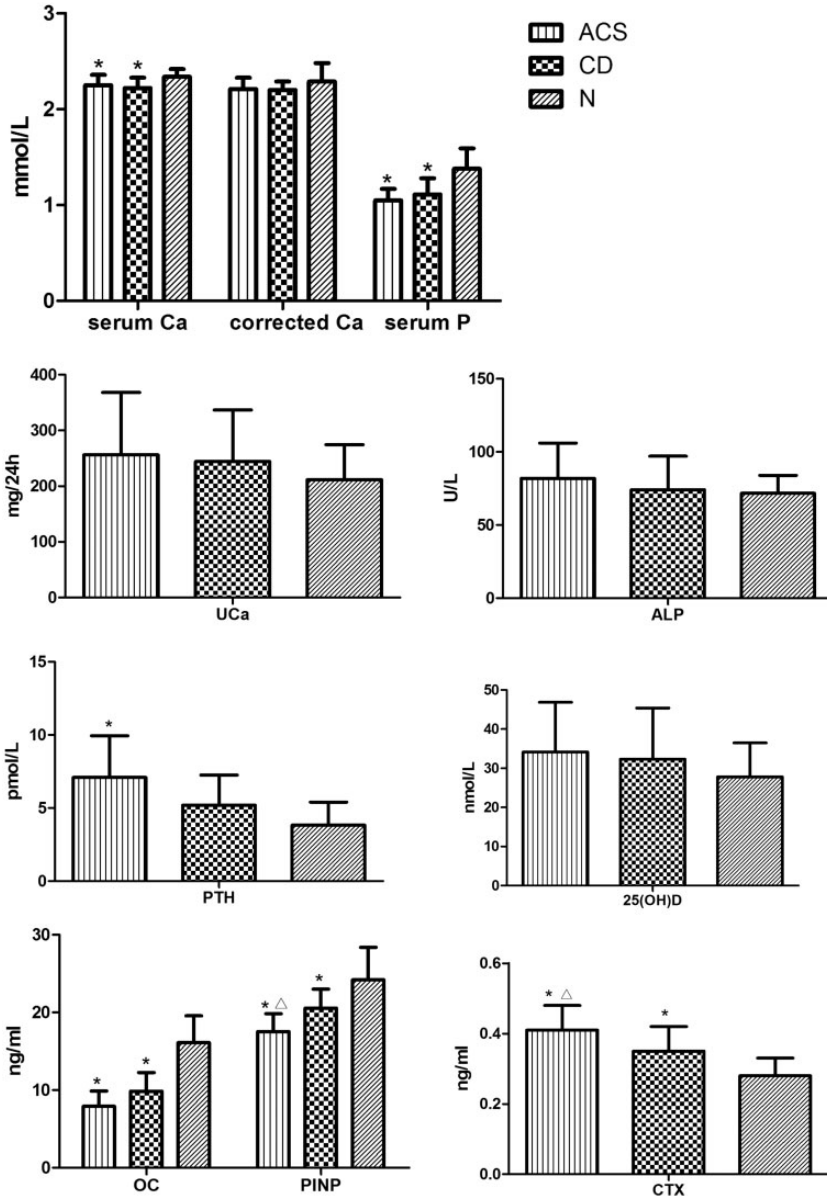 ACS
CD
N
mmol/L
3
2
1
0
* * * *
serum Ca corrected Ca serum P
mg/24h
400
300
200
100
0
UCa
U/L
150
100
50
0
ALP
pmol/L
15
10
5
0
*
PTH
nmol/L
50
40
30
20
10
0
25(OH)D
ng/ml
30
20
10
0
* * * △ *
OC PINP
ng/ml
0.6
0.4
0.2
0.0
* △ *
CTX